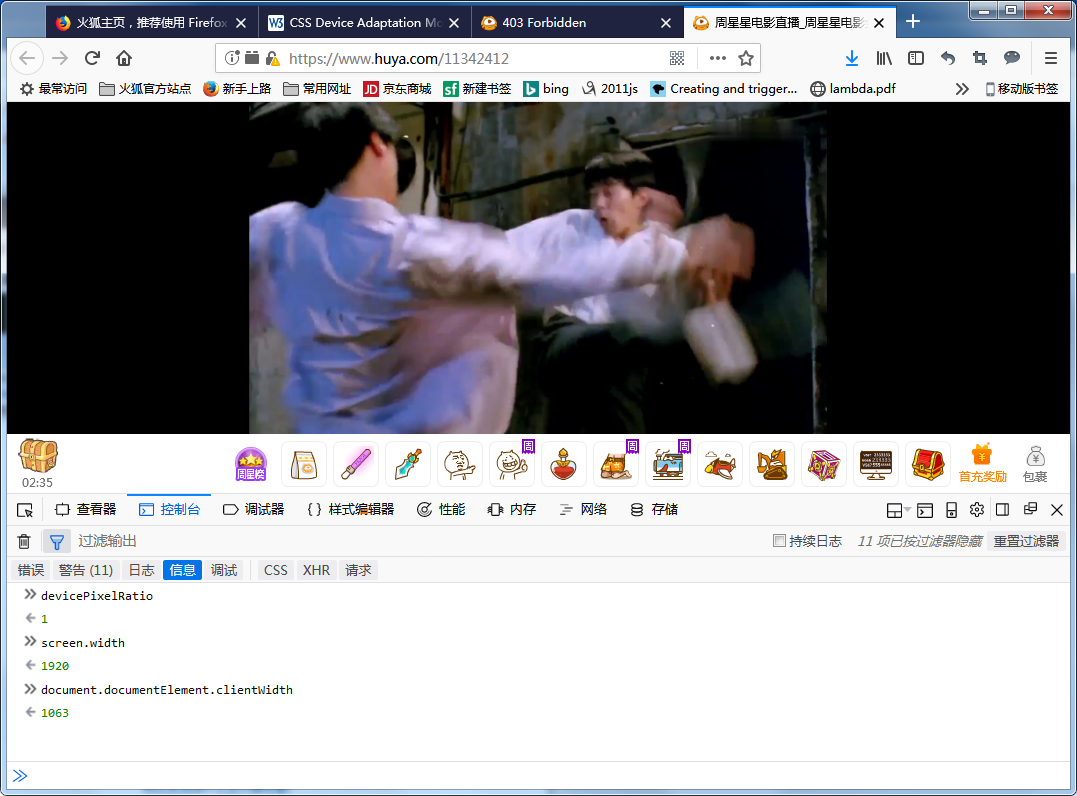 火狐主页，推荐使用 Firefox
CSS Device Adaptation Mo
403 Forbidden
周星星电影直播_周星星电影
https://www.huya.com/11342412
最常访问
火狐官方站点
新手上路
常用网址
JD 京东商城
sf 新建书签
bing
2011js
Creating and trigger...
lambda.pdf
移动版书签
02:35
周星榜
周
周
周
首充奖励
包裹
查看器
控制台
调试器
{ } 样式编辑器
性能
内存
网络
存储
过滤输出
持续日志
11 项已按过滤器隐藏
重置过滤器
错误
警告 (11)
日志
信息
调试
CSS
XHR
请求
devicePixelRatio
1
screen.width
1920
document.documentElement.clientWidth
1063